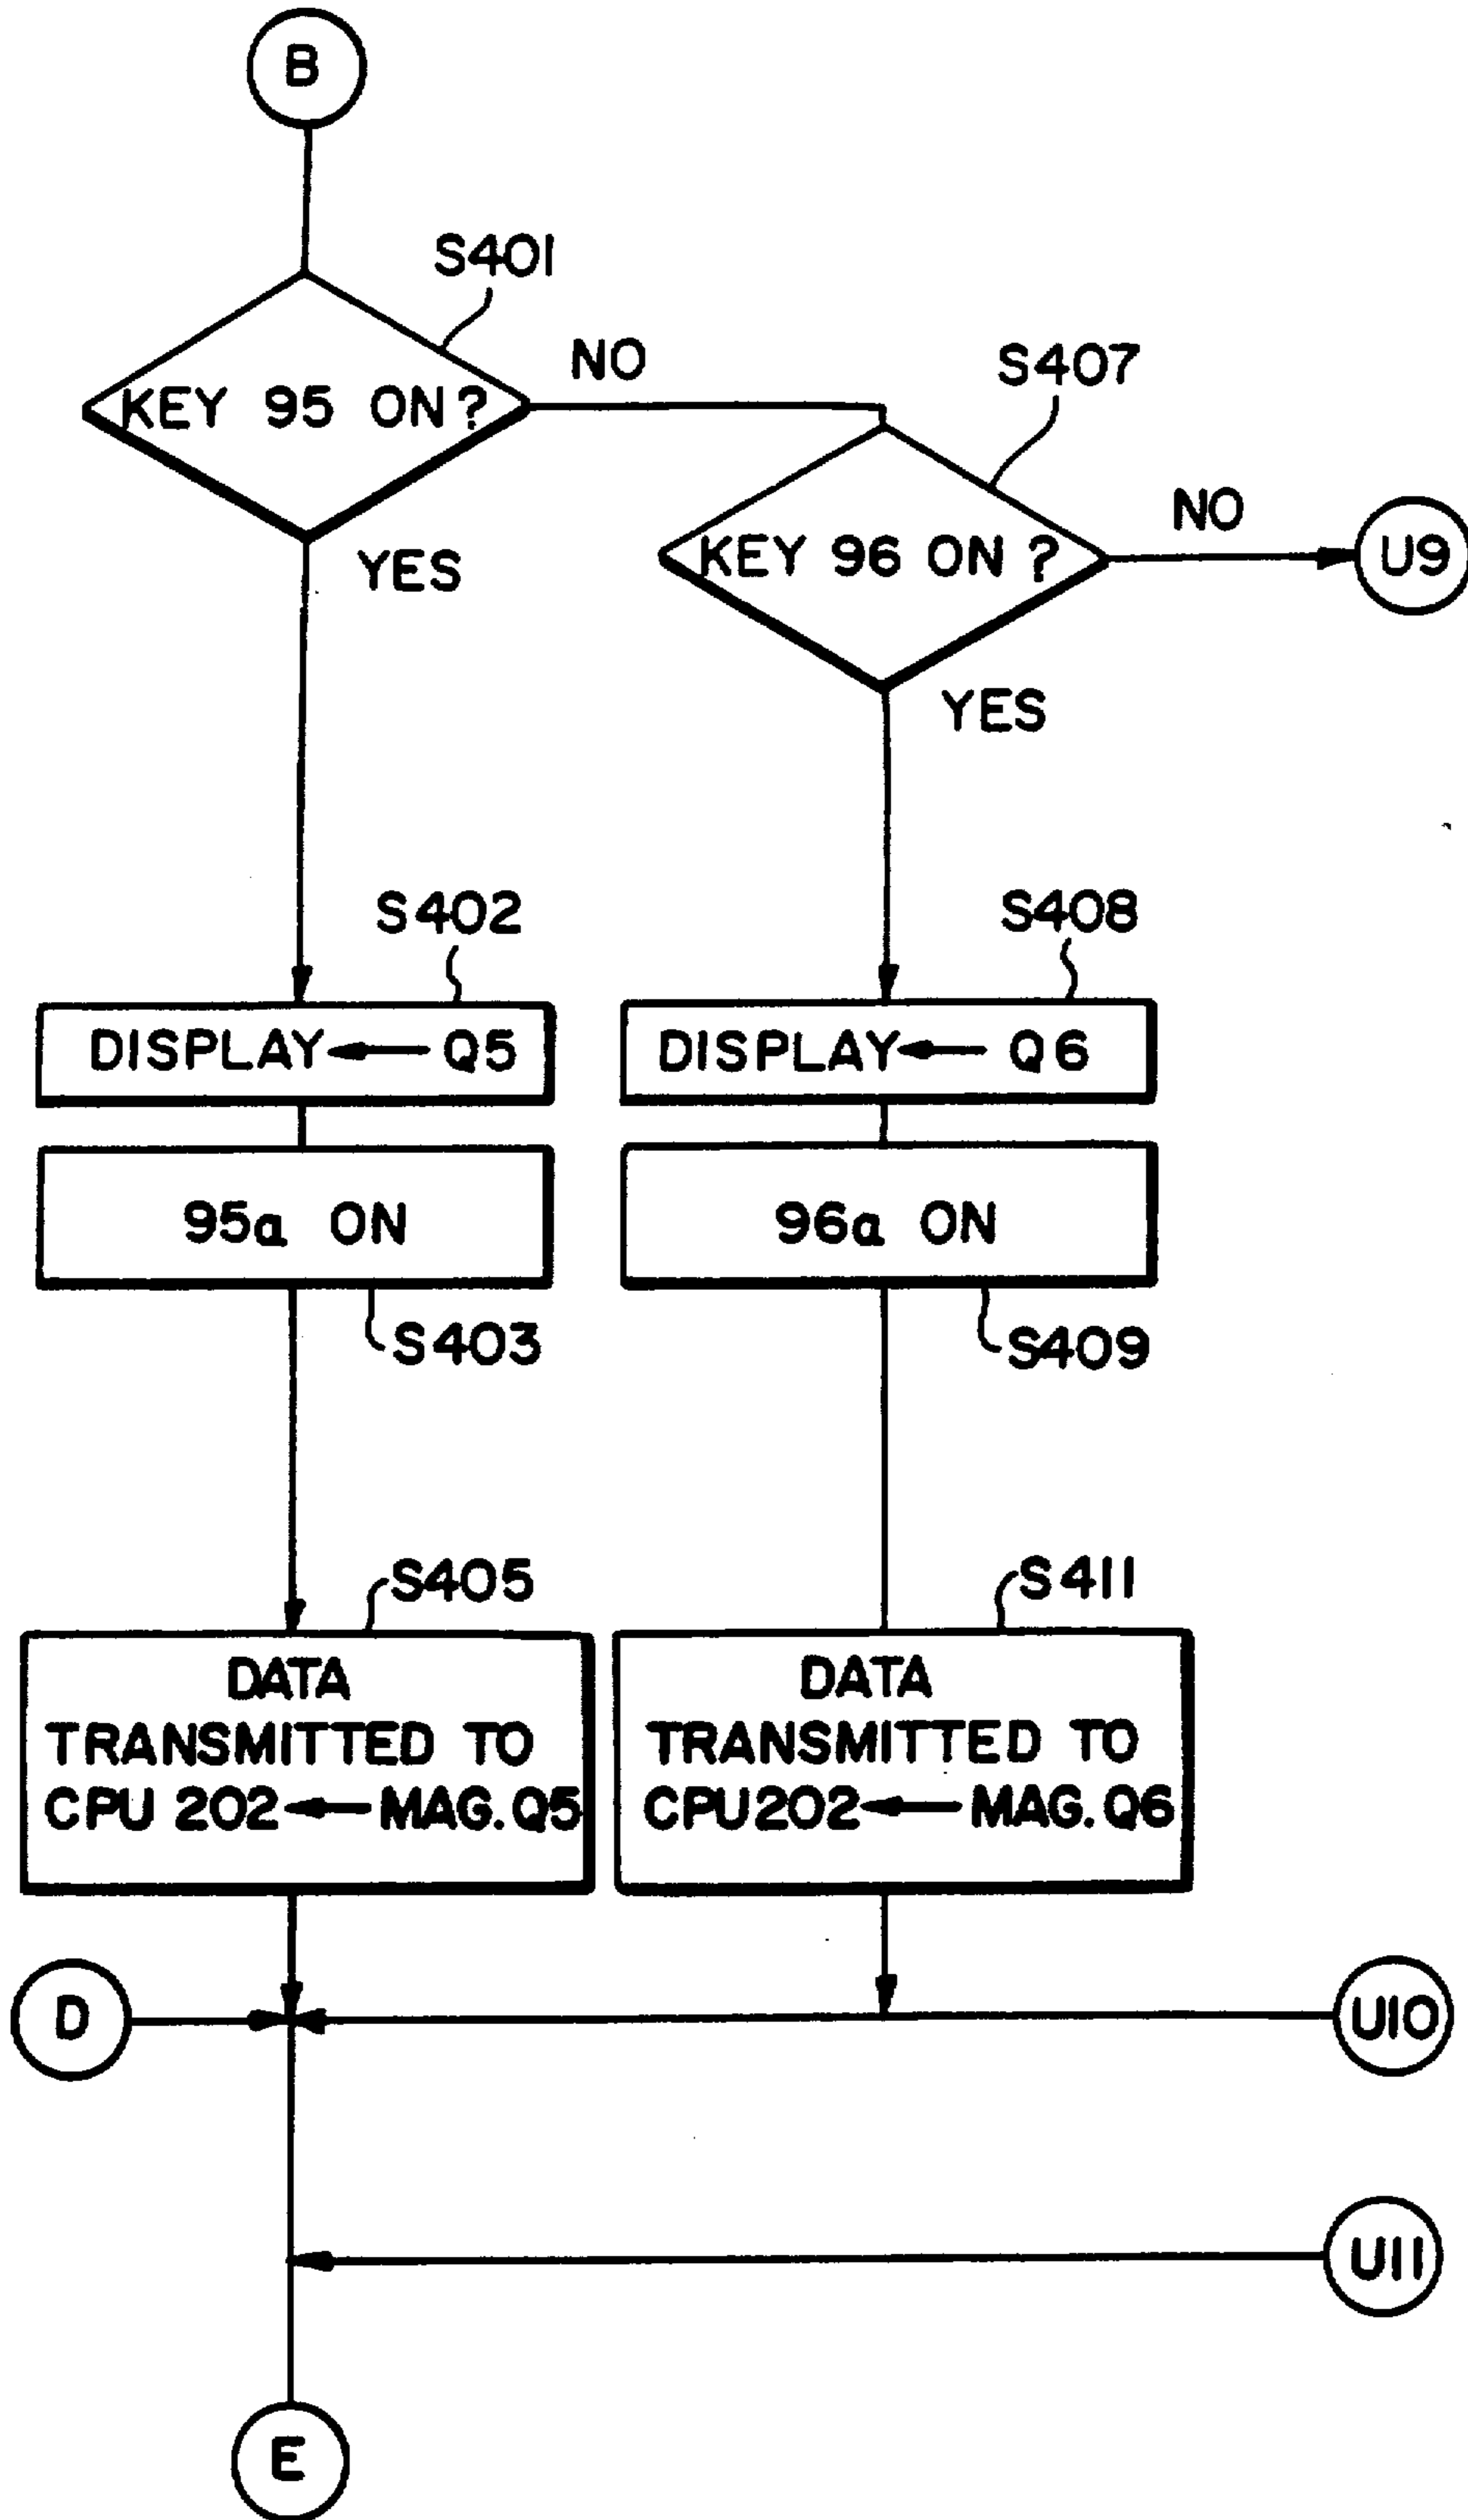 B
S401
KEY 95 ON?
NO
YES
S407
KEY 96 ON?
NO
U9
YES
S402
DISPLAY ← Q5
95a ON
S403
S408
DISPLAY ← Q6
96a ON
S409
S405
DATA
TRANSMITTED TO
CPU 202 ← MAG.Q5
S411
DATA
TRANSMITTED TO
CPU202 ← MAG.Q6
D
U10
U11
E